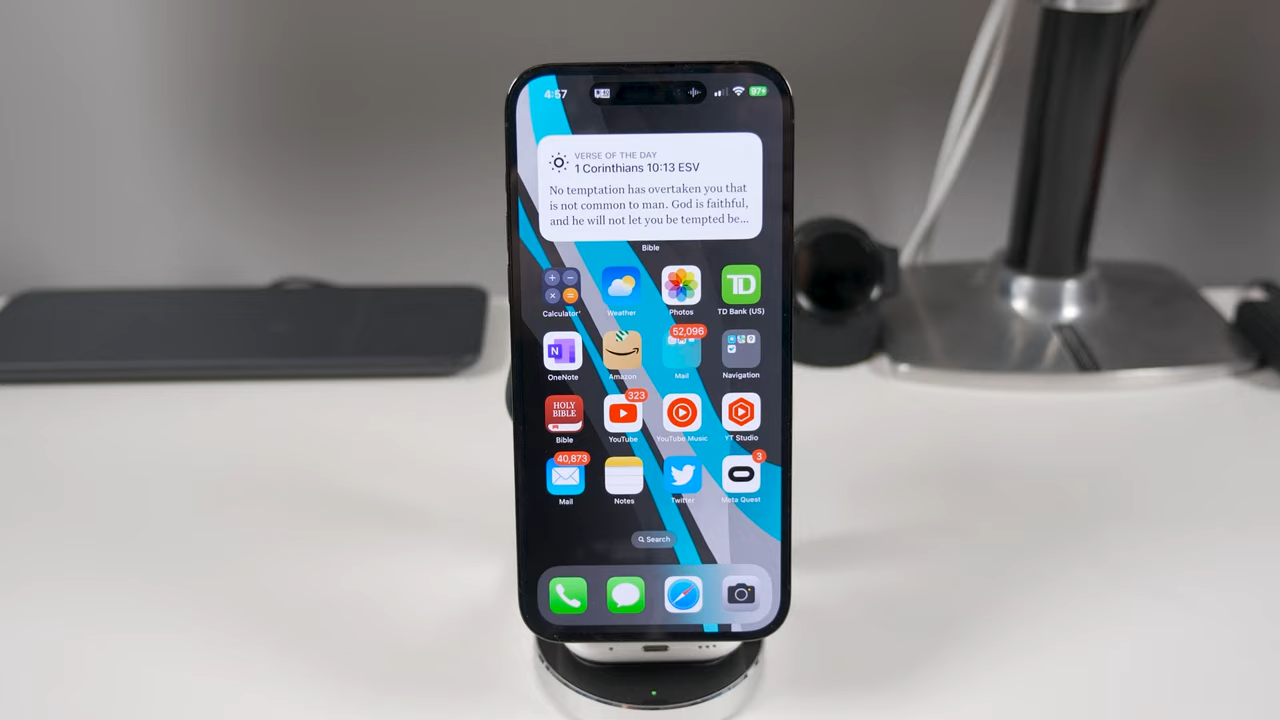 4:57
97+
VERSE OF THE DAY
1 Corinthians 10:13 ESV
No temptation has overtaken you that
is not common to man. God is faithful,
and he will not let you be tempted be...
Bible
Calculator⁺
Weather
Photos
TD
TD Bank (US)
52,096
N
OneNote
Amazon
Mail
Navigation
323
HOLY
BIBLE
Bible
YouTube
YouTube Music
YT Studio
40,873
3
Mail
Notes
Twitter
Meta Quest
Search